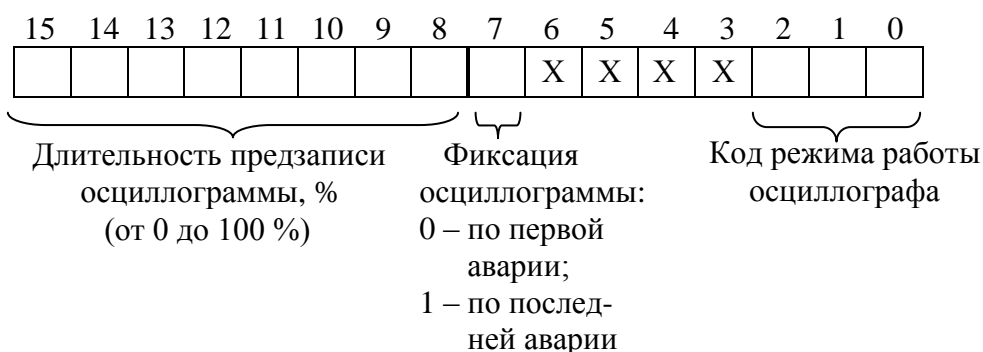 15 14 13 12 11 10 9 8 7 6 5 4 3 2 1 0
X X X X
Длительность предзаписи
осциллограммы, %
(от 0 до 100 %)
Фиксация
осциллограммы:
0 – по первой
аварии;
1 – по послед-
ней аварии
Код режима работы
осциллографа